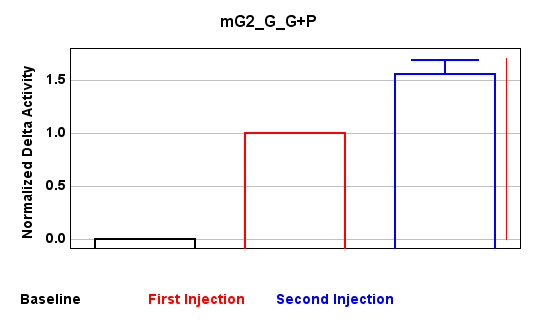 mG2_G_G+P
Normalized Delta Activity
1.5
1.0
0.5
0.0
Baseline First Injection Second Injection